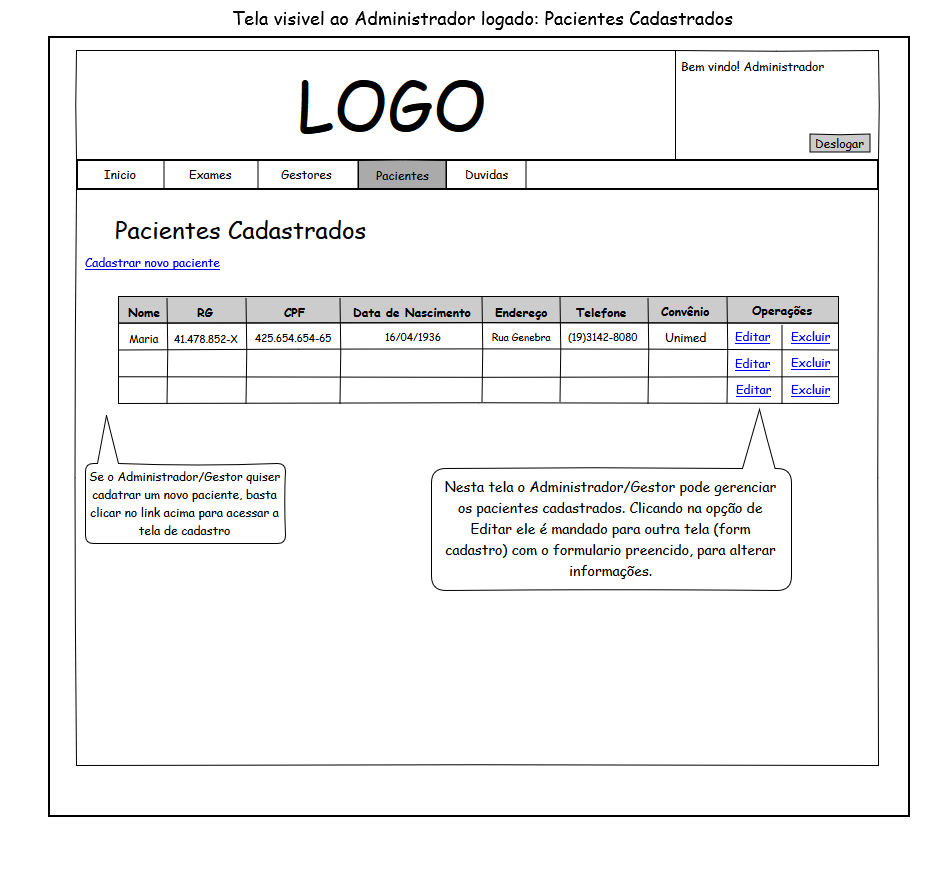 Tela visivel ao Administrador logado: Pacientes Cadastrados
LOGO
Bem vindo! Administrador
Deslogar
Inicio Exames Gestores Pacientes Duvidas
Pacientes Cadastrados
Cadastrar novo paciente
Nome RG CPF Data de Nascimento Endereço Telefone Convênio Operações
Maria 41.478.852-X 425.654.654-65 16/04/1936 Rua Genebra (19)3142-8080 Unimed Editar Excluir
Editar Excluir
Editar Excluir
Se o Administrador/Gestor quiser
cadatrar um novo paciente, basta
clicar no link acima para acessar a
tela de cadastro
Nesta tela o Administrador/Gestor pode gerenciar
os pacientes cadastrados. Clicando na opção de
Editar ele é mandado para outra tela (form
cadastro) com o formulario preencido, para alterar
informações.